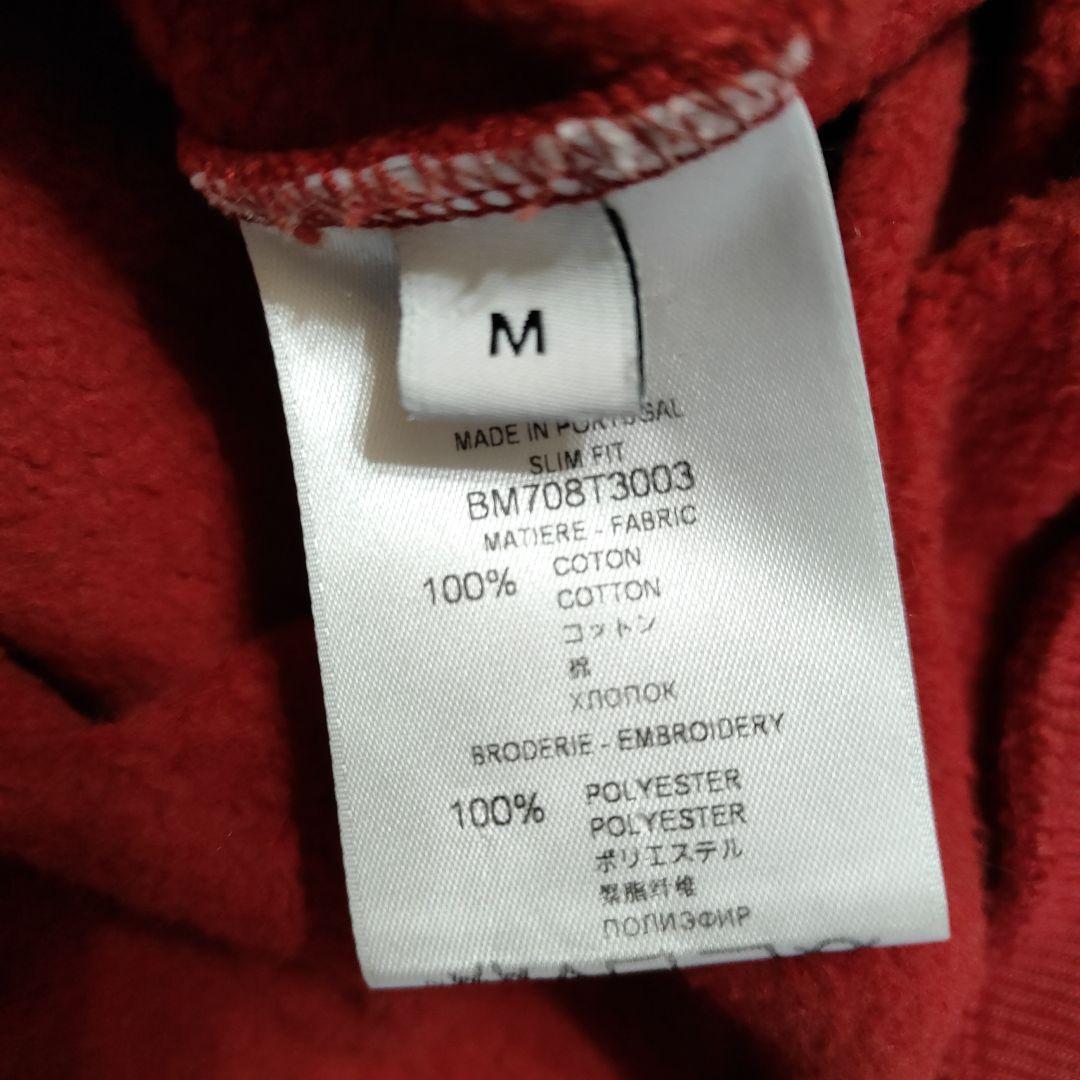 M
MADE IN PORTUGAL
SLIM FIT
BM708T3003
MATIERE - FABRIC
100% COTON
COTTON
コットン
棉
ХЛОПОК
BRODERIE - EMBROIDERY
100% POLYESTER
POLYESTER
ポリエステル
聚脂纤维
ПОЛИЭФИР